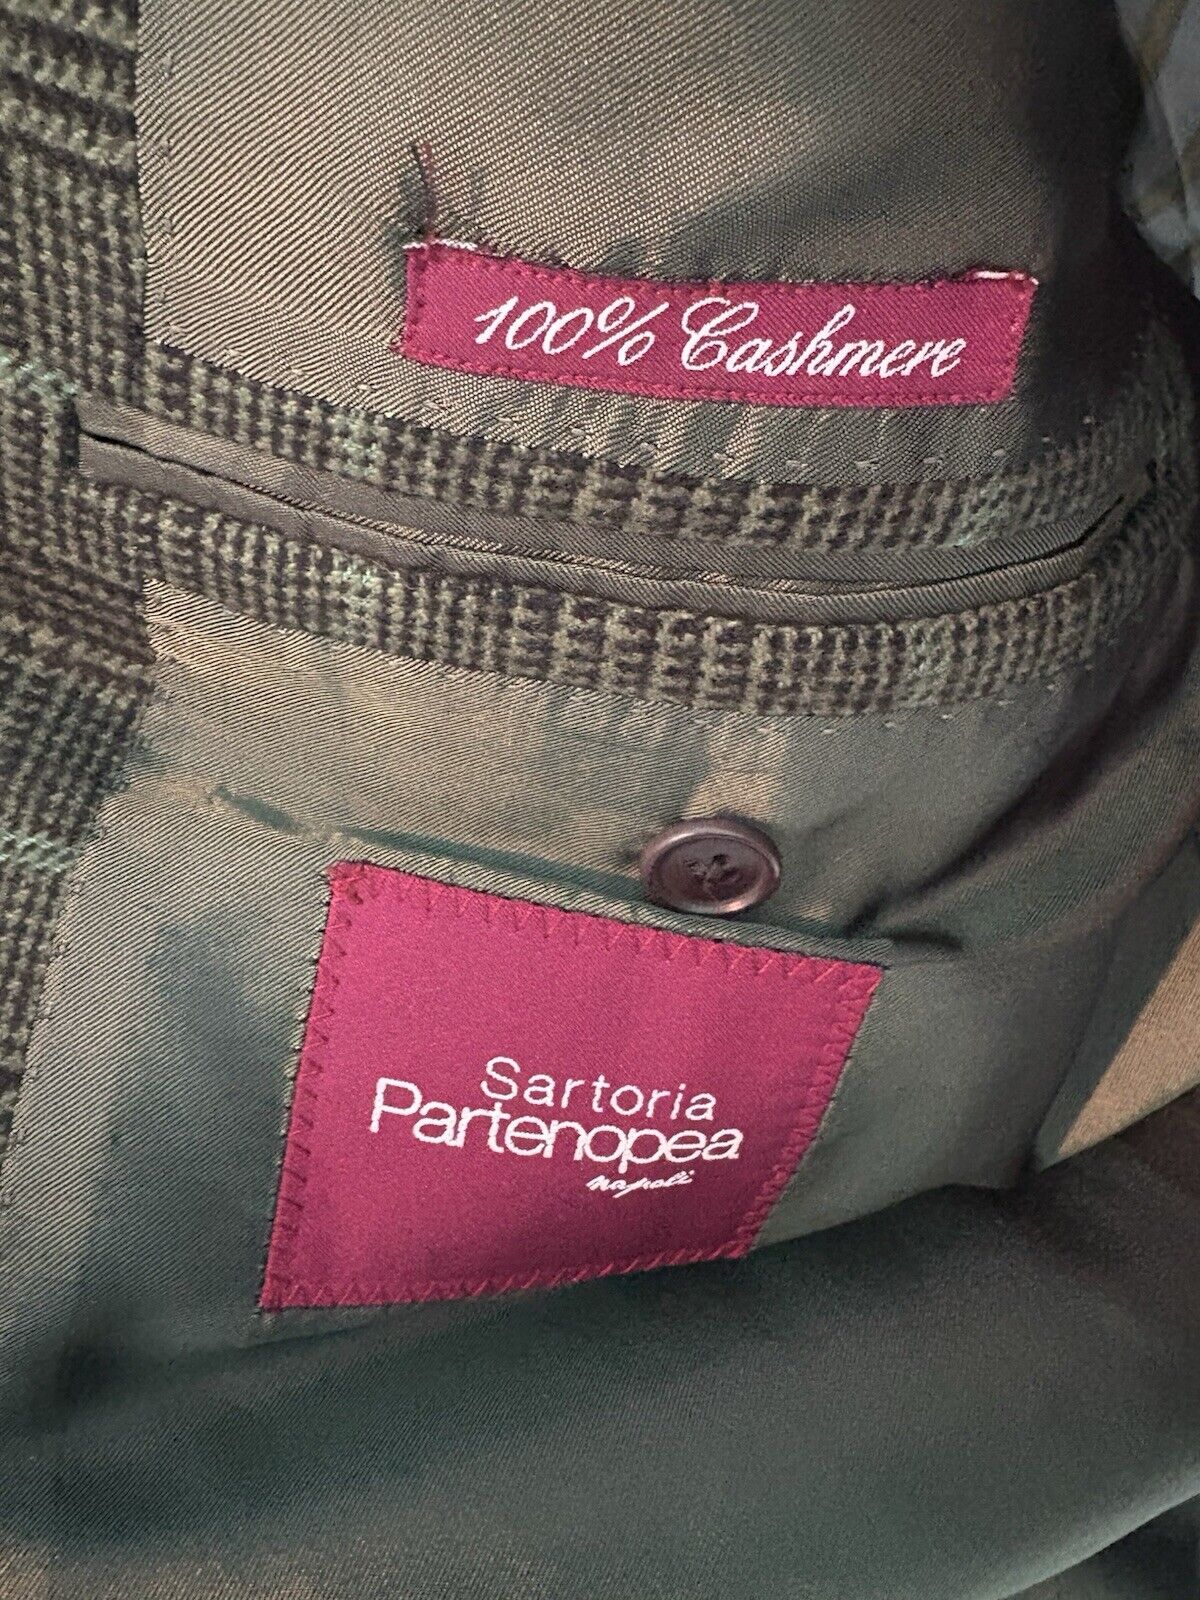 100% Cashmere
Sartoria
Partenopea
napoli